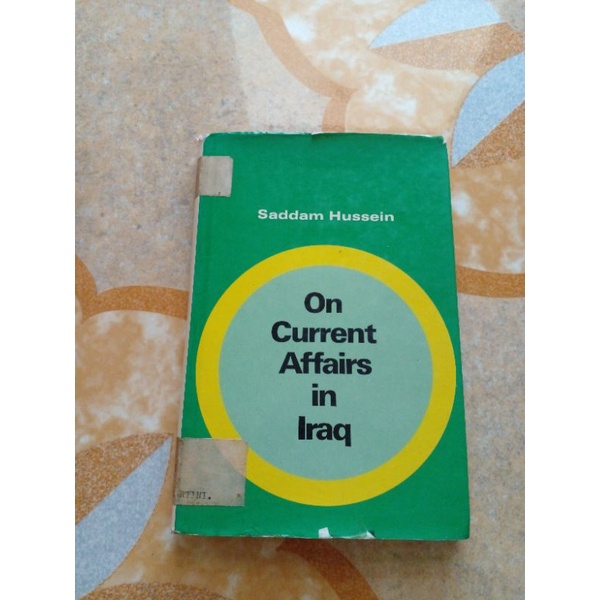 Saddam Hussein
On
Current
Affairs
in
Iraq